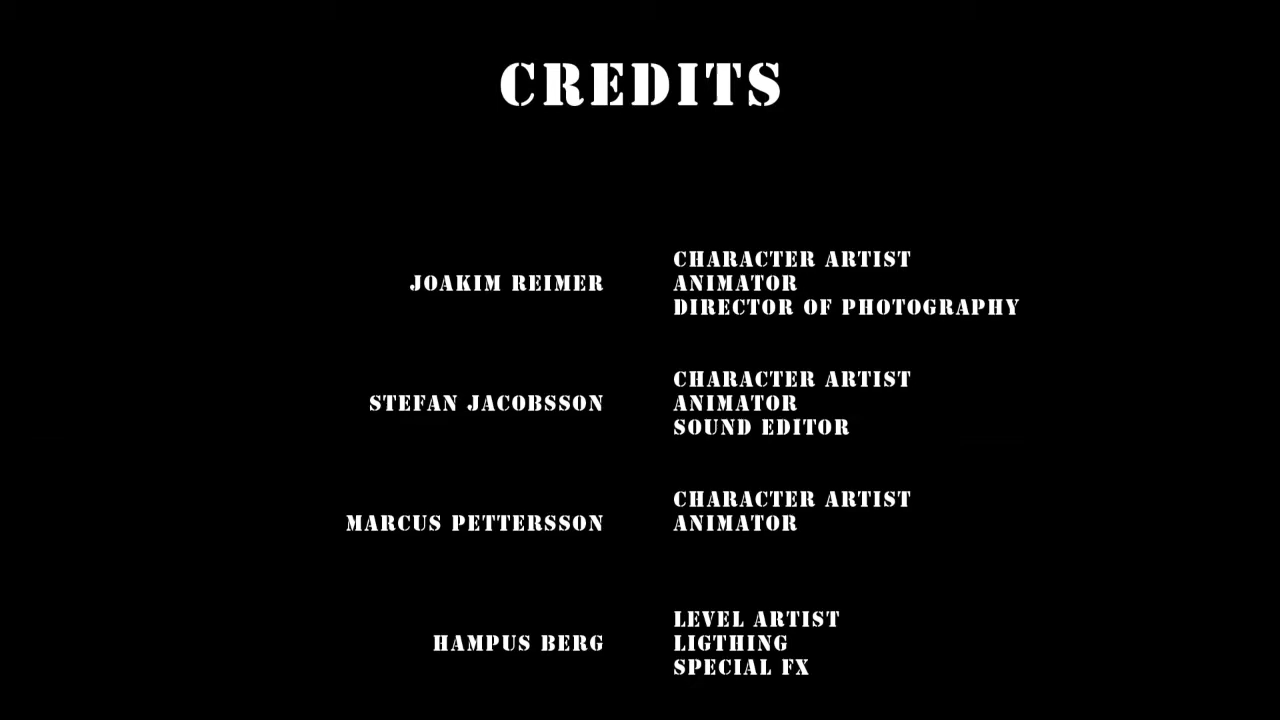 CREDITS
JOAKIM REIMER
CHARACTER ARTIST
ANIMATOR
DIRECTOR OF PHOTOGRAPHY
STEFAN JACOBSSON
CHARACTER ARTIST
ANIMATOR
SOUND EDITOR
MARCUS PETTERSSON
CHARACTER ARTIST
ANIMATOR
HAMPUS BERG
LEVEL ARTIST
LIGTHING
SPECIAL FX